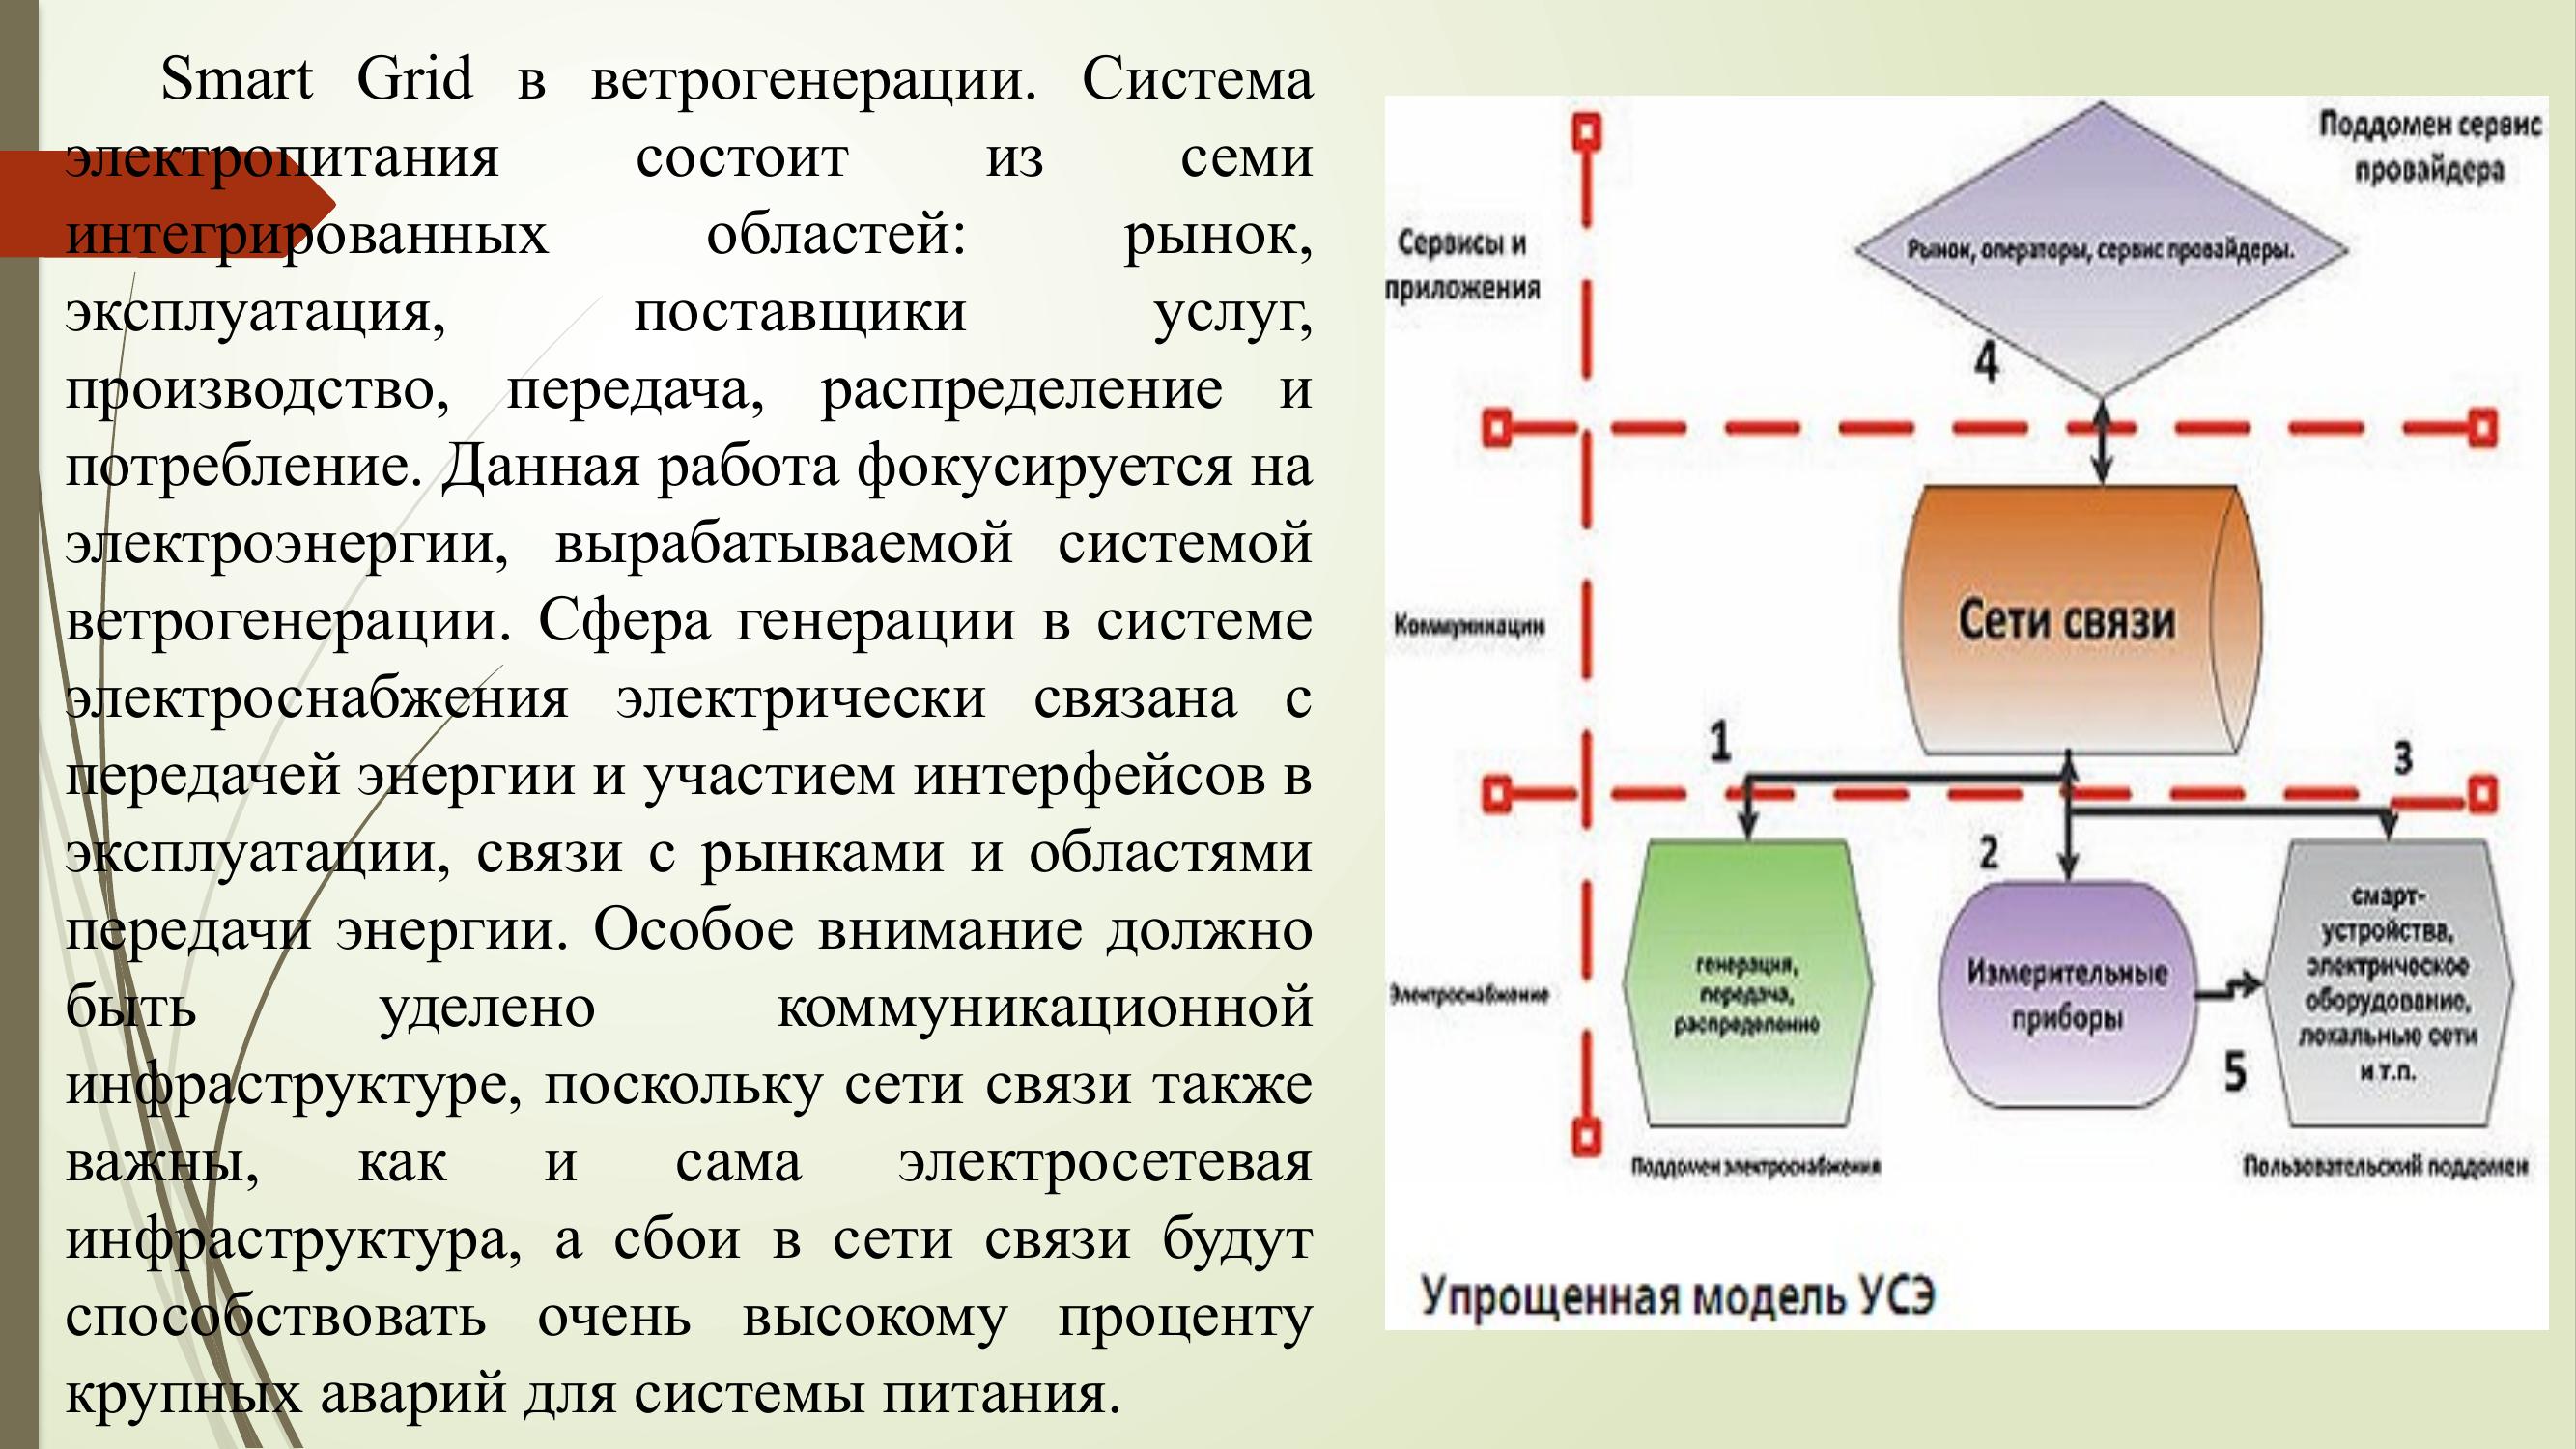 Smart Grid в ветрогенерации. Система
электропитания состоит из семи
интегрированных областей: рынок,
эксплуатация, поставщики услуг,
производство, передача, распределение и
потребление. Данная работа фокусируется на
электроэнергии, вырабатываемой системой
ветрогенерации. Сфера генерации в системе
электроснабжения электрически связана с
передачей энергии и участием интерфейсов в
эксплуатации, связи с рынками и областями
передачи энергии. Особое внимание должно
быть уделено коммуникационной
инфраструктуре, поскольку сети связи также
важны, как и сама электросетевая
инфраструктура, а сбои в сети связи будут
способствовать очень высокому проценту
крупных аварий для системы питания.
Поддомен сервис
провайдера
Сервисы и
приложения
Рынок, операторы, сервис провайдеры.
4
Коммуникации
Сети связи
1
3
2
Электроснабжение
генерация,
передача,
распределение
Измерительные
приборы
5
смарт-
устройства,
электрическое
оборудование,
локальные сети
и т.п.
Поддомен электроснабжения
Пользовательский поддомен
Упрощенная модель УСЭ